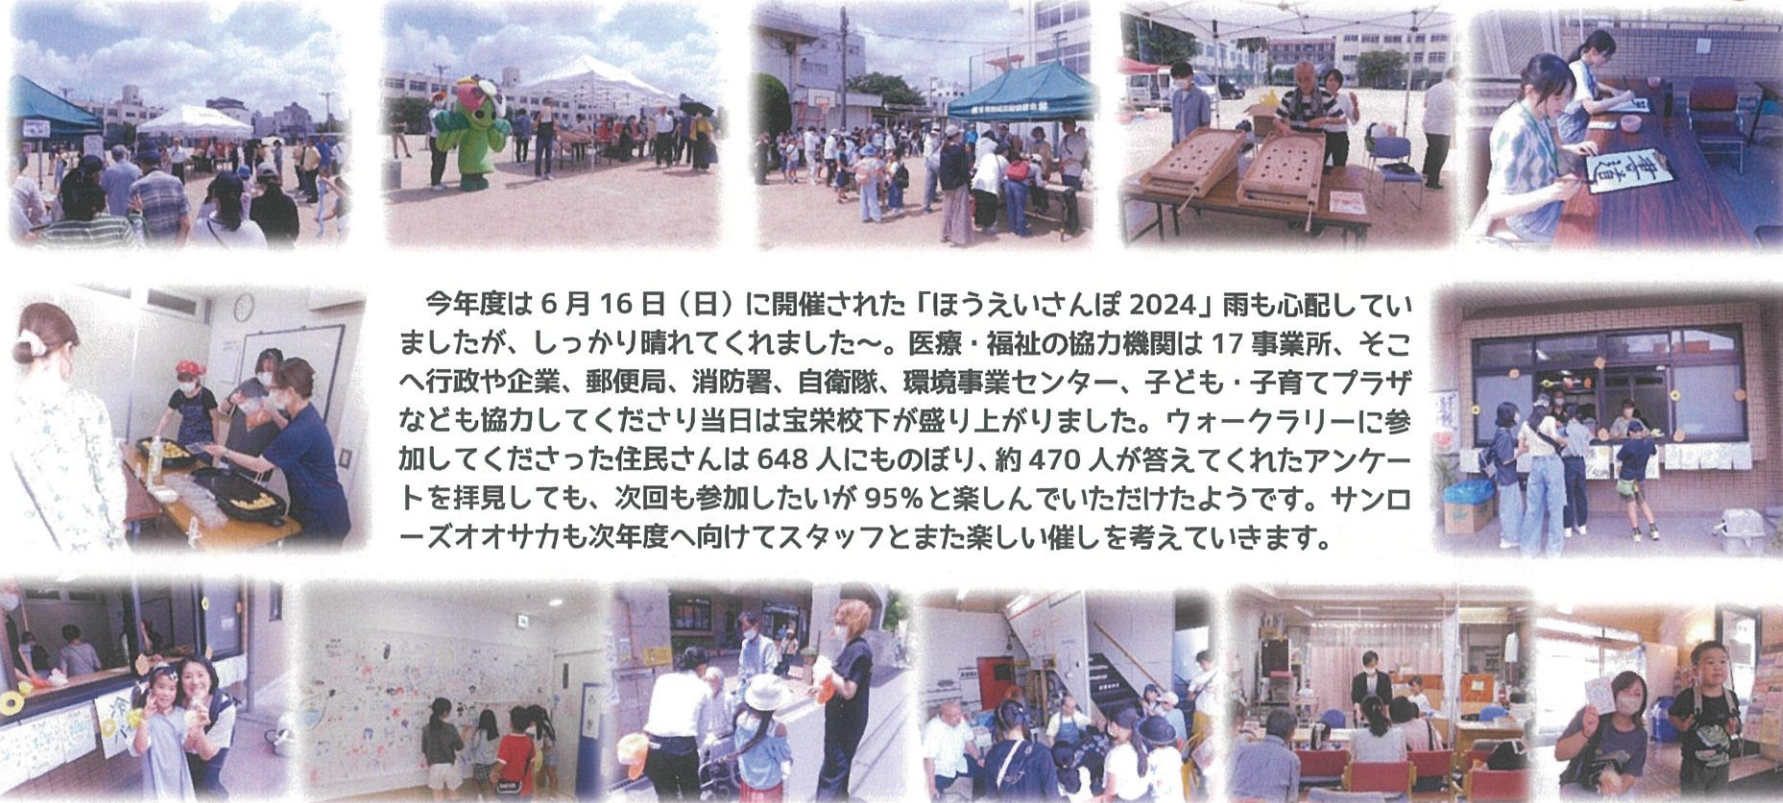 今年度は6月16日（日）に開催された「ほうえいさんぽ2024」雨も心配してい
ましたが、しっかり晴れてくれました～。医療・福祉の協力機関は17事業所、そこ
へ行政や企業、郵便局、消防署、自衛隊、環境事業センター、子ども・子育てプラザ
なども協力してくださり当日は宝栄校下が盛り上がりました。ウォークラリーに参
加してくださった住民さんは648人にものぼり、約470人が答えてくれたアンケー
トを拝見しても、次回も参加したいが95%と楽しんでいただけたようです。サンロ
ーズオオサカも次年度へ向けてスタッフとまた楽しい催しを考えていきます。